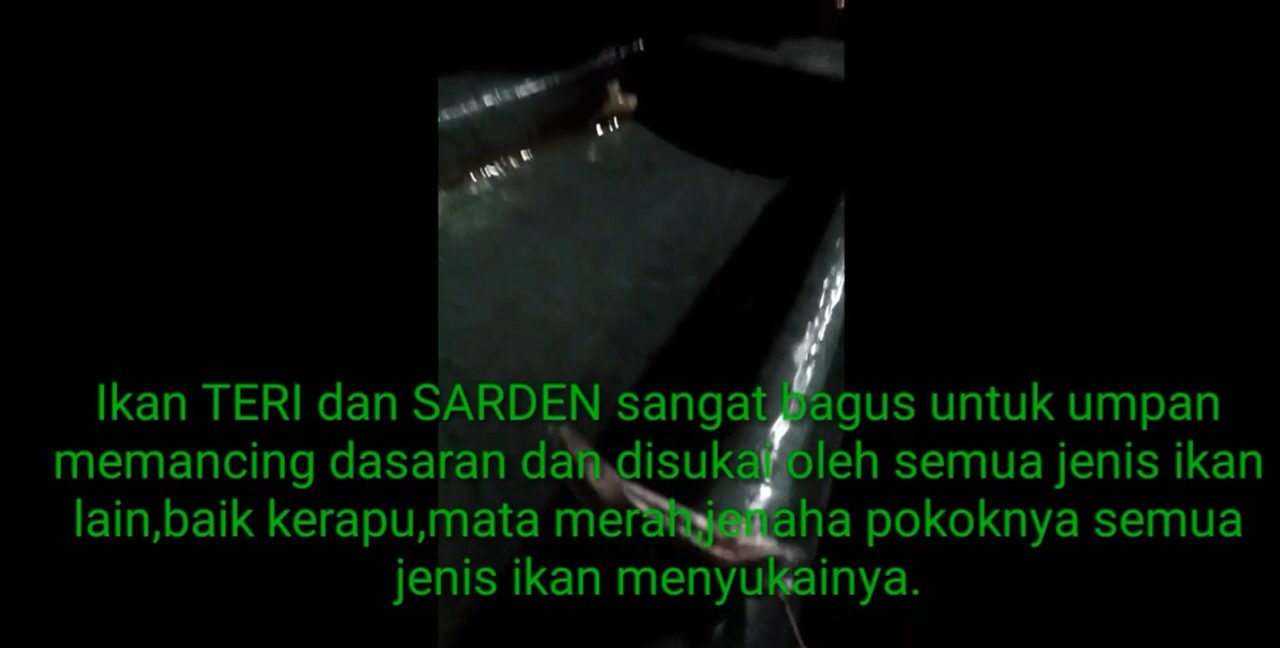 Ikan TERI dan SARDEN sangat bagus untuk umpan
memancing dasaran dan disukai oleh semua jenis ikan
lain,baik kerapu,mata merah,jenaha pokoknya semua
jenis ikan menyukainya.